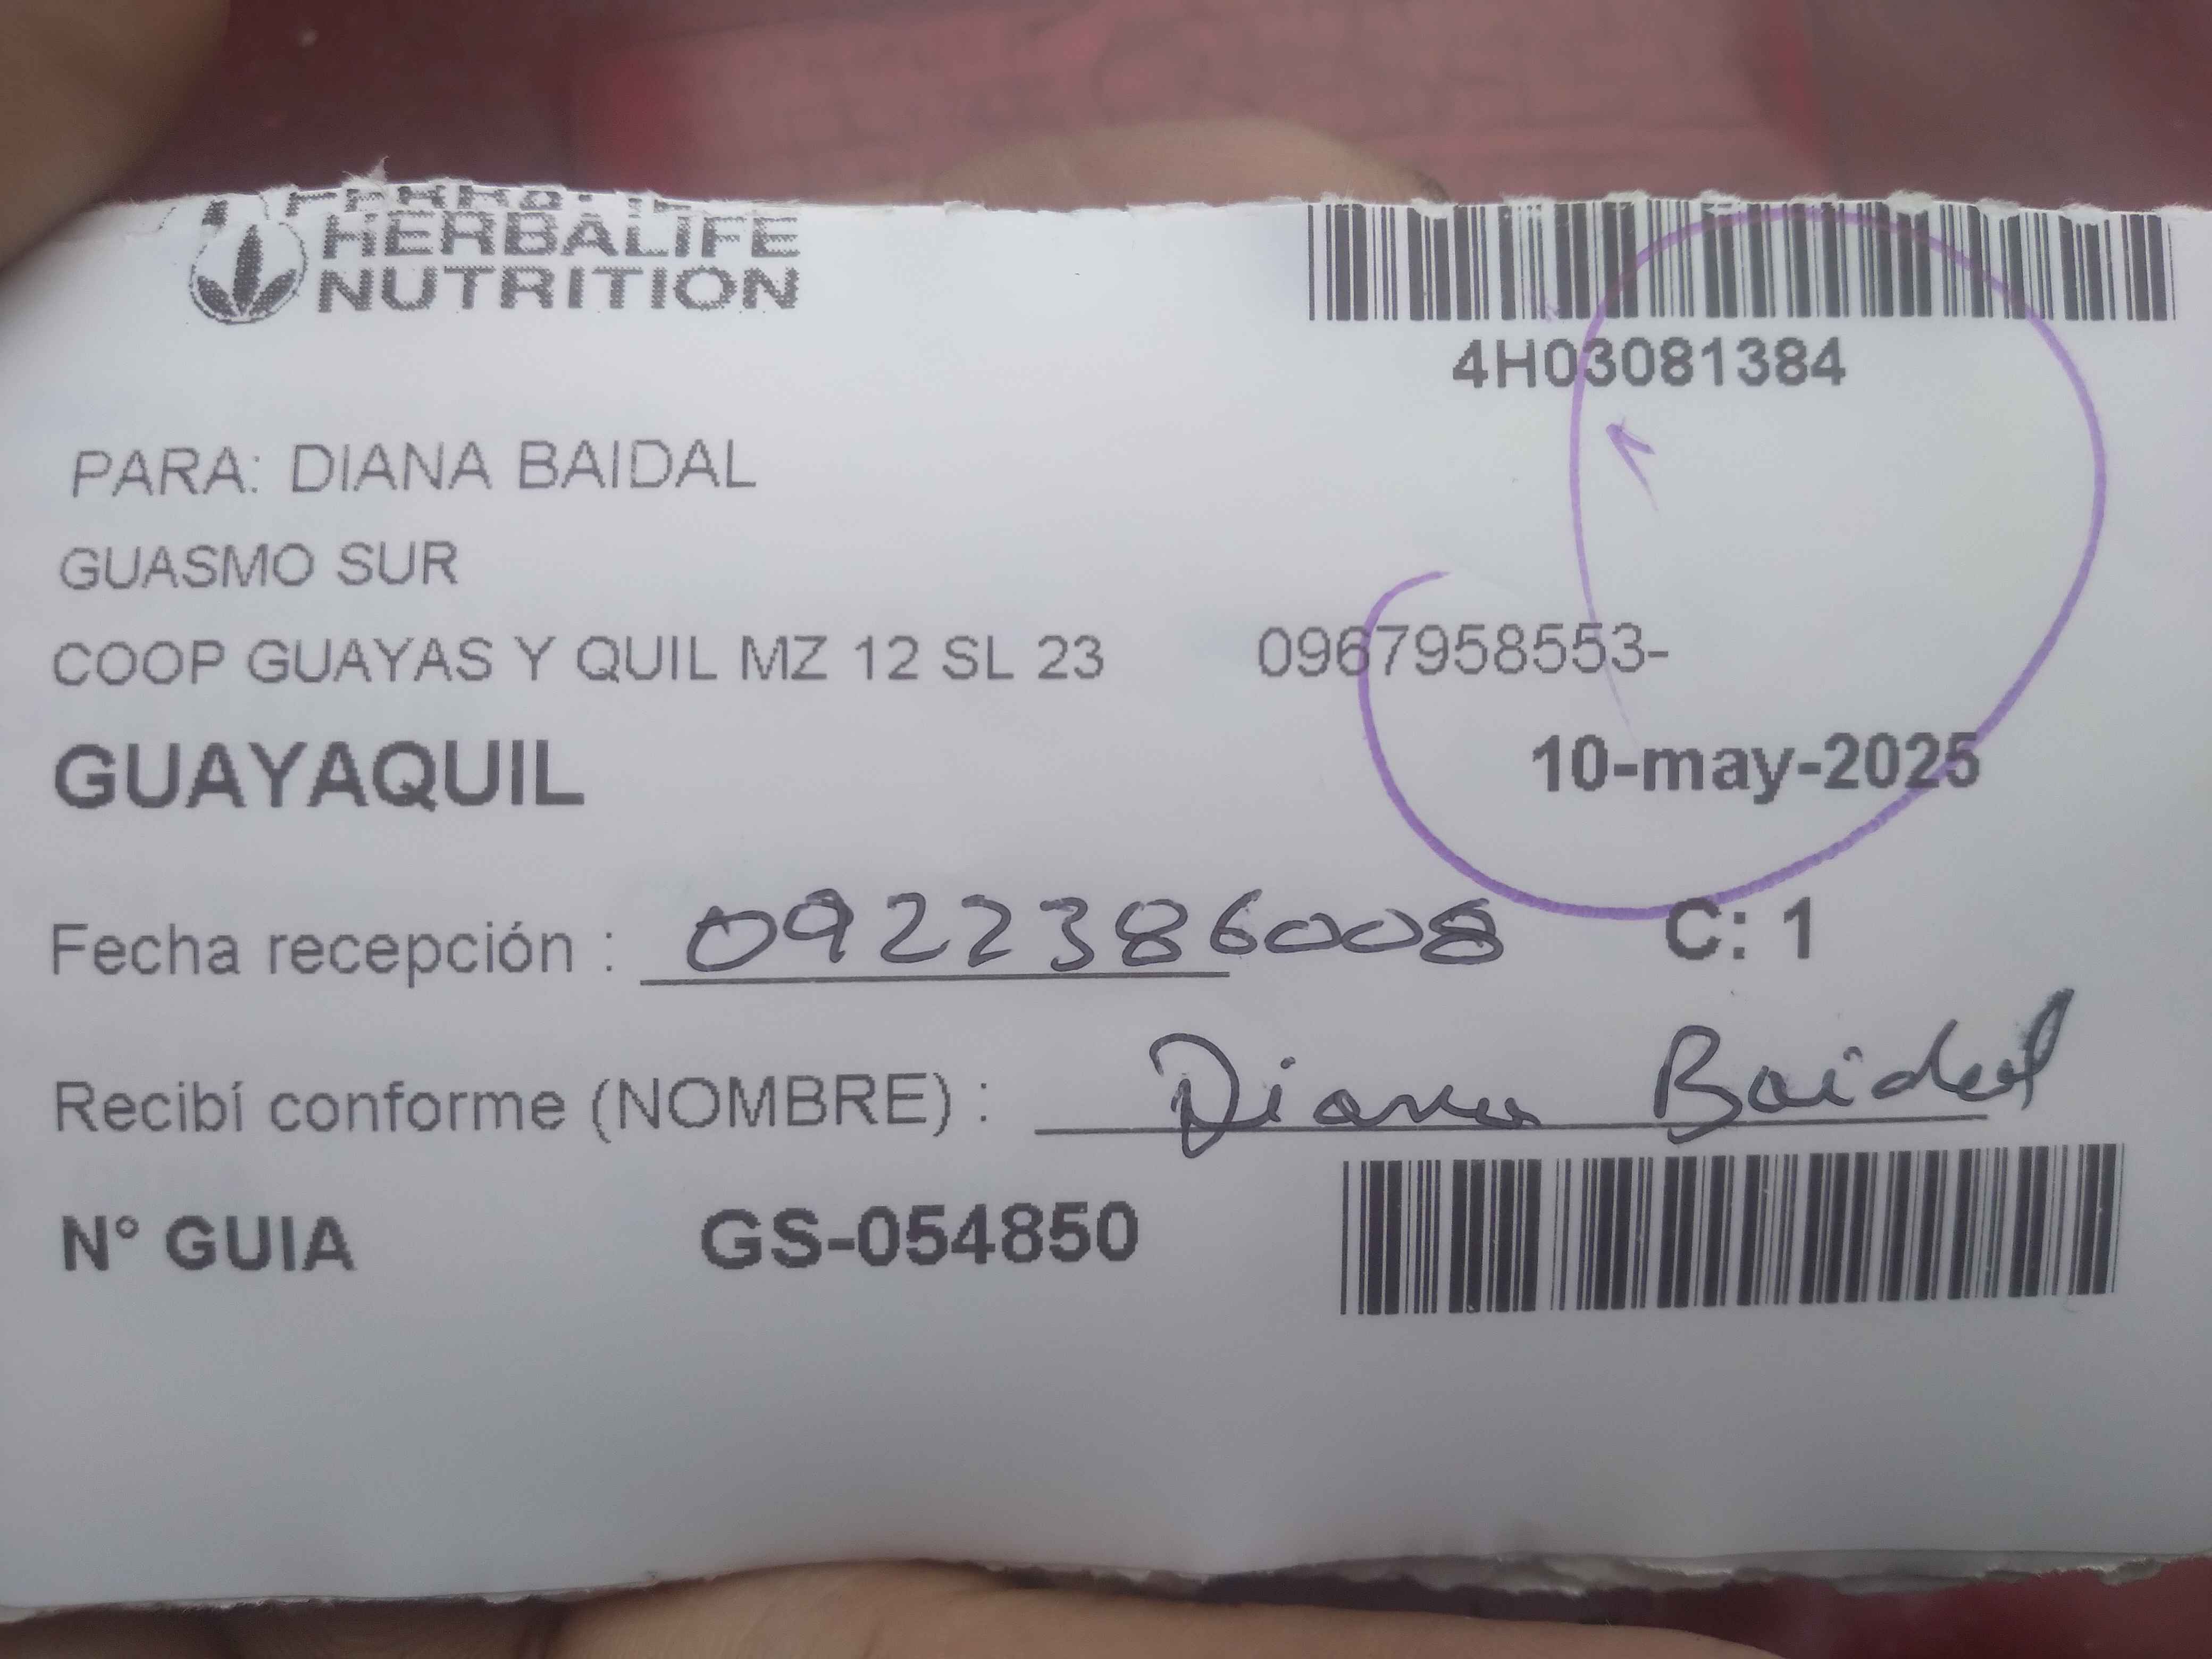 HERBALIFE
NUTRITION
4H03081384
PARA: DIANA BAIDAL
GUASMO SUR
COOP GUAYAS Y QUIL MZ 12 SL 23 0967958553-
GUAYAQUIL 10-may-2025
Fecha recepción : 0922386008 C: 1
Recibí conforme (NOMBRE) : Diana Baidal
N° GUIA GS-054850